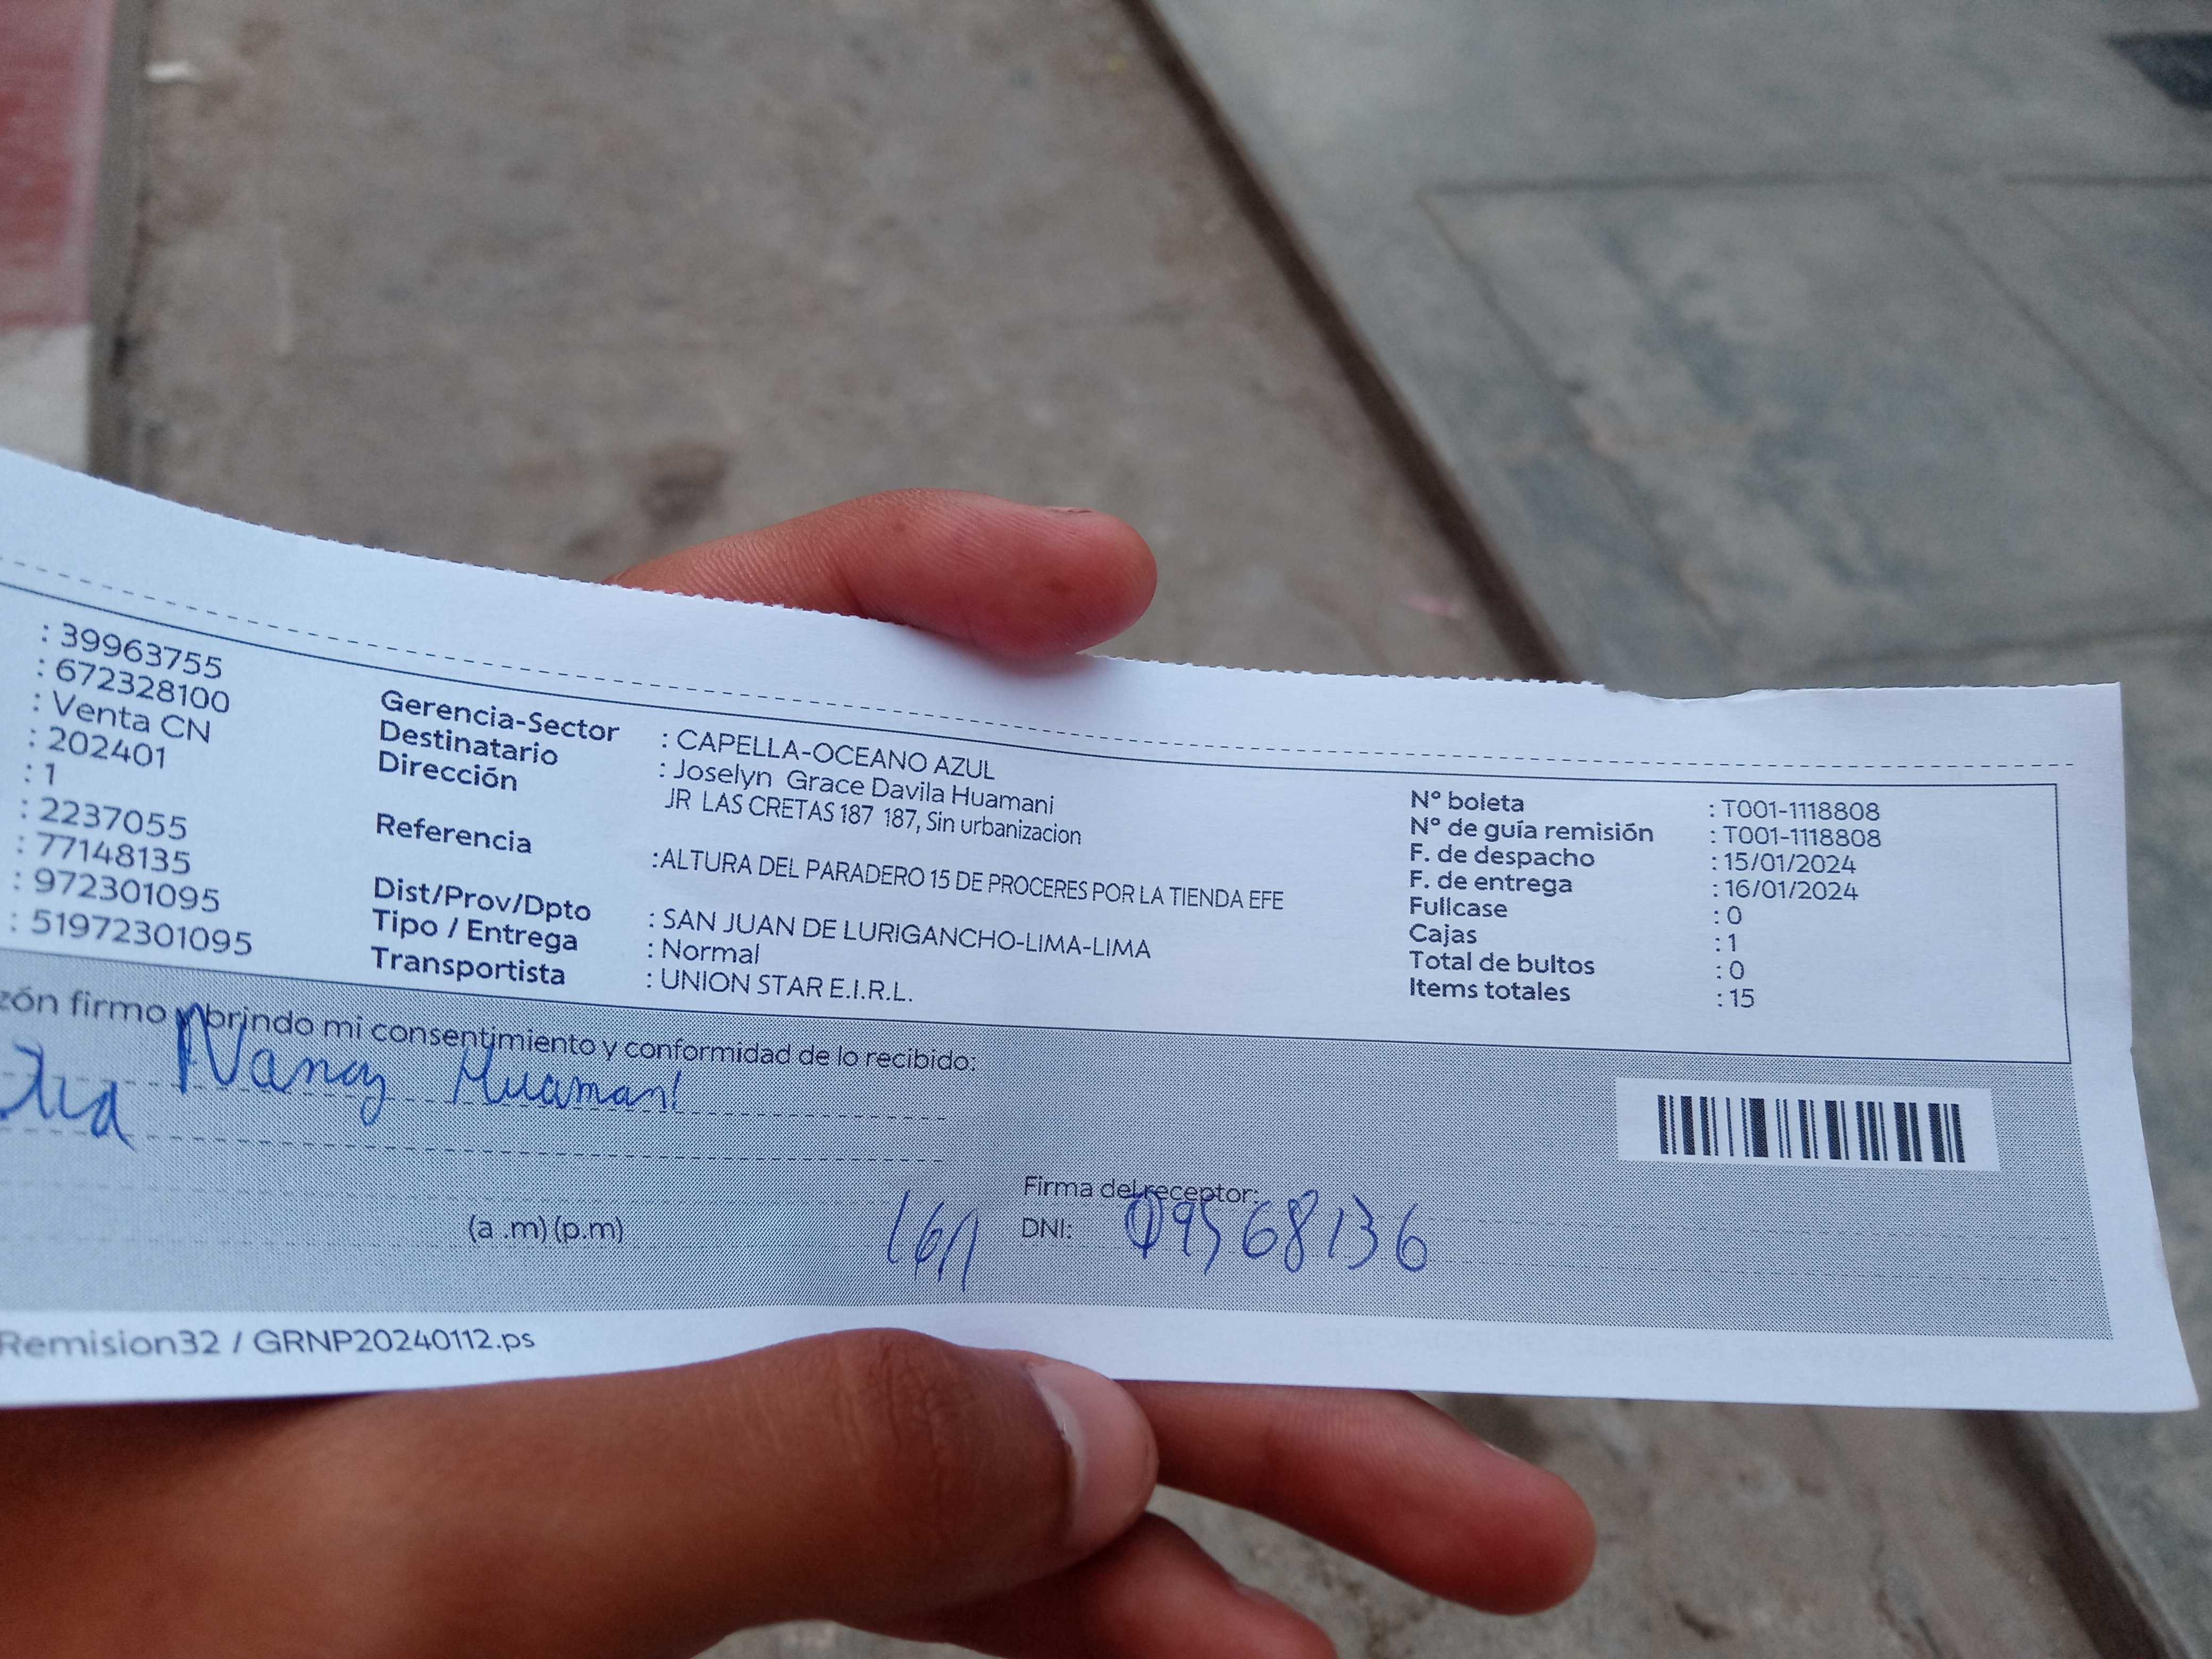 : 39963755
: 672328100
: Venta CN
: 202401
: 1
: 2237055
: 77148135
: 972301095
: 51972301095
Gerencia-Sector : CAPELLA-OCEANO AZUL
Destinatario : Joselyn Grace Davila Huamani
Dirección JR LAS CRETAS 187 187, Sin urbanizacion
Referencia :ALTURA DEL PARADERO 15 DE PROCERES POR LA TIENDA EFE
Dist/Prov/Dpto : SAN JUAN DE LURIGANCHO-LIMA-LIMA
Tipo / Entrega : Normal
Transportista : UNION STAR E.I.R.L.
N° boleta : T001-1118808
N° de guía remisión : T001-1118808
F. de despacho : 15/01/2024
F. de entrega : 16/01/2024
Fullcase : 0
Cajas : 1
Total de bultos : 0
Items totales : 15
zón firmo y brindo mi consentimiento y conformidad de lo recibido:
Nancy Huamani
Firma del receptor:
(a .m) (p.m) 16/1 DNI: 09568136
Remision32 / GRNP20240112.ps